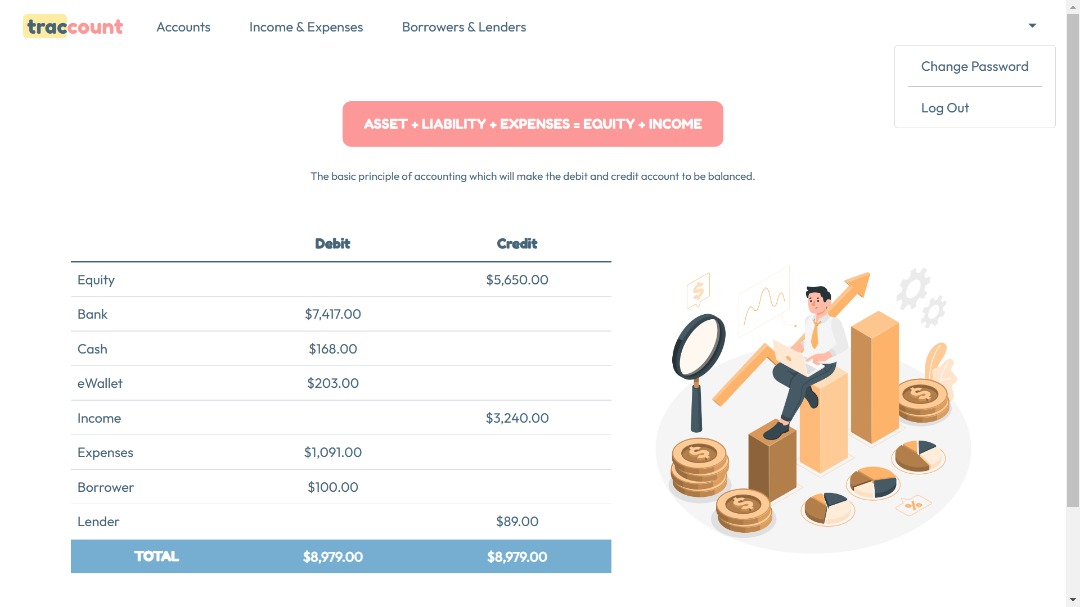 traccount Accounts Income & Expenses Borrowers & Lenders
Change Password
Log Out
ASSET + LIABILITY + EXPENSES = EQUITY + INCOME
The basic principle of accounting which will make the debit and credit account to be balanced.
Debit Credit
Equity $5,650.00
Bank $7,417.00
Cash $168.00
eWallet $203.00
Income $3,240.00
Expenses $1,091.00
Borrower $100.00
Lender $89.00
TOTAL $8,979.00 $8,979.00